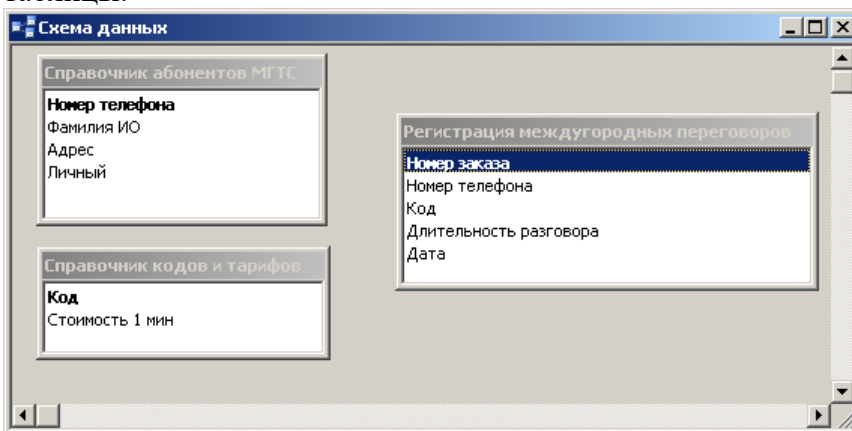 Схема данных
Справочник абонентов МГТС
Номер телефона
Фамилия ИО
Адрес
Личный
Регистрация междугородных переговоров
Номер заказа
Номер телефона
Код
Длительность разговора
Дата
Справочник кодов и тарифов
Код
Стоимость 1 мин